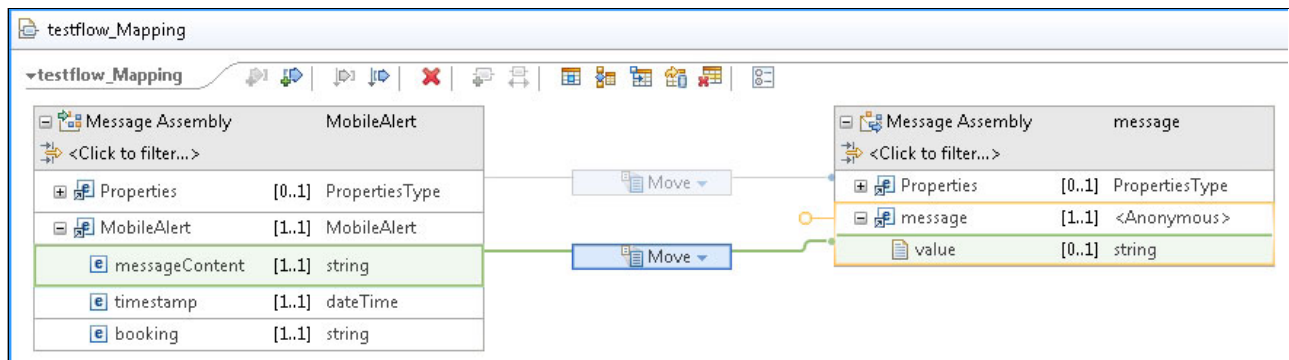 testflow_Mapping
testflow_Mapping
Message Assembly MobileAlert
<Click to filter...>
Properties [0..1] PropertiesType
MobileAlert [1..1] MobileAlert
e messageContent [1..1] string
e timestamp [1..1] dateTime
e booking [1..1] string
Move
Move
Message Assembly message
<Click to filter...>
e Properties [0..1] PropertiesType
e message [1..1] <Anonymous>
value [0..1] string